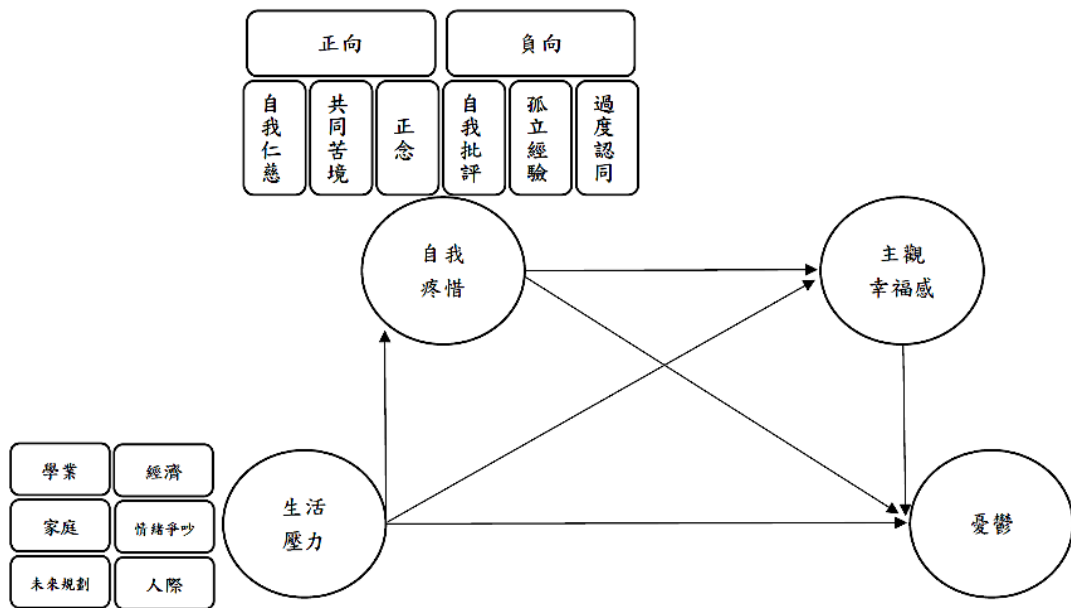 正向
負向
自我仁慈
共同苦境
正念
自我批評
孤立經驗
過度認同
自我
疼惜
主觀
幸福感
學業
經濟
家庭
情緒爭吵
未來規劃
人際
生活
壓力
憂鬱